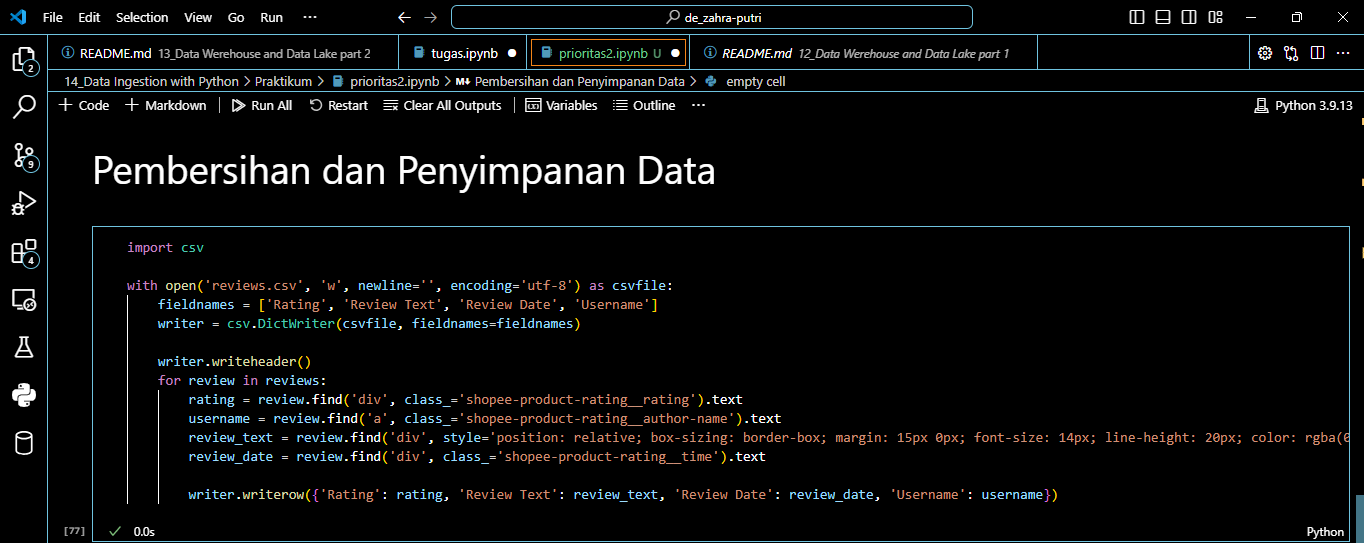 File Edit Selection View Go Run ··· de_zahra-putri
README.md 13_Data Werehouse and Data Lake part 2 tugas.ipynb prioritas2.ipynb U README.md 12_Data Werehouse and Data Lake part 1
14_Data Ingestion with Python > Praktikum > prioritas2.ipynb > M↓ Pembersihan dan Penyimpanan Data > empty cell
+ Code + Markdown Run All Restart Clear All Outputs Variables Outline ··· Python 3.9.13
2
9
4
Pembersihan dan Penyimpanan Data
import csv
with open('reviews.csv', 'w', newline='', encoding='utf-8') as csvfile:
    fieldnames = ['Rating', 'Review Text', 'Review Date', 'Username']
    writer = csv.DictWriter(csvfile, fieldnames=fieldnames)
    writer.writeheader()
    for review in reviews:
        rating = review.find('div', class_='shopee-product-rating__rating').text
        username = review.find('a', class_='shopee-product-rating__author-name').text
        review_text = review.find('div', style='position: relative; box-sizing: border-box; margin: 15px 0px; font-size: 14px; line-height: 20px; color: rgba(0
        review_date = review.find('div', class_='shopee-product-rating__time').text
        writer.writerow({'Rating': rating, 'Review Text': review_text, 'Review Date': review_date, 'Username': username})
[77] ✓ 0.0s Python